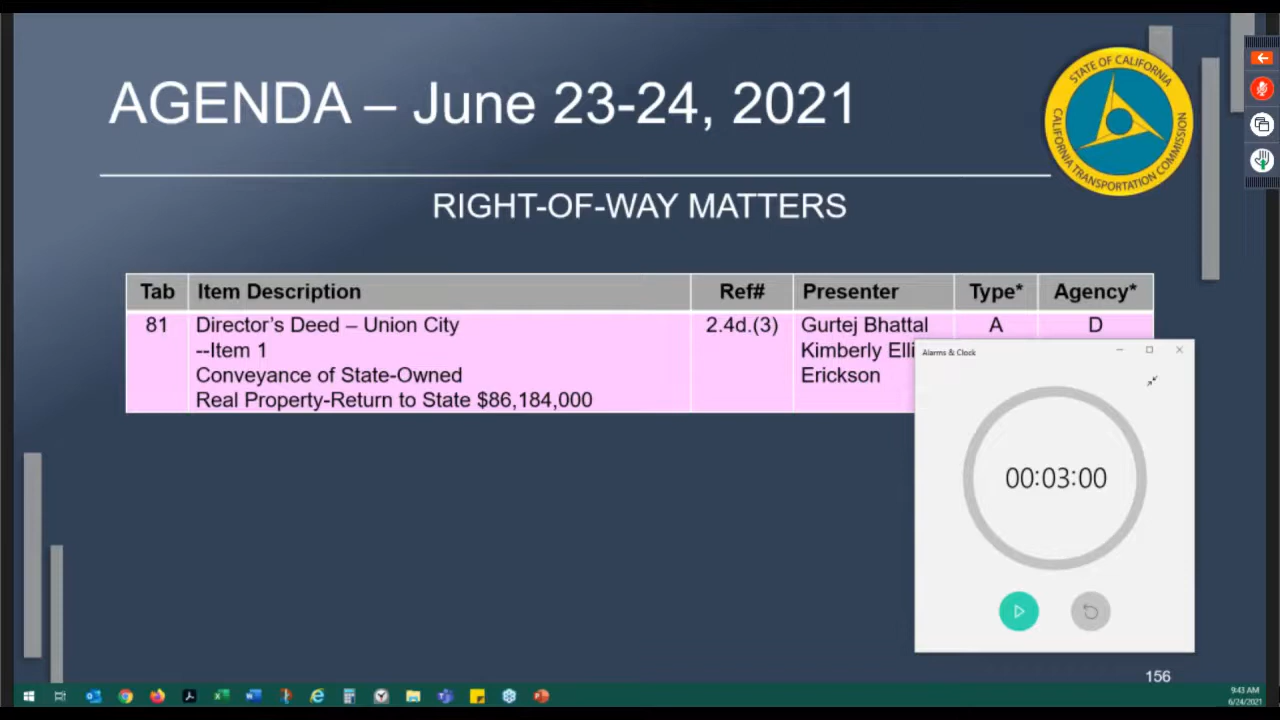 AGENDA – June 23-24, 2021
STATE OF CALIFORNIA
CALIFORNIA TRANSPORTATION COMMISSION
RIGHT-OF-WAY MATTERS
Tab Item Description Ref# Presenter Type* Agency*
81 Director's Deed – Union City 2.4d.(3) Gurtej Bhattal A D
--Item 1 Kimberly Elli
Conveyance of State-Owned Erickson
Real Property-Return to State $86,184,000
Alarms & Clock
00:03:00
156
9:43 AM
6/24/2021